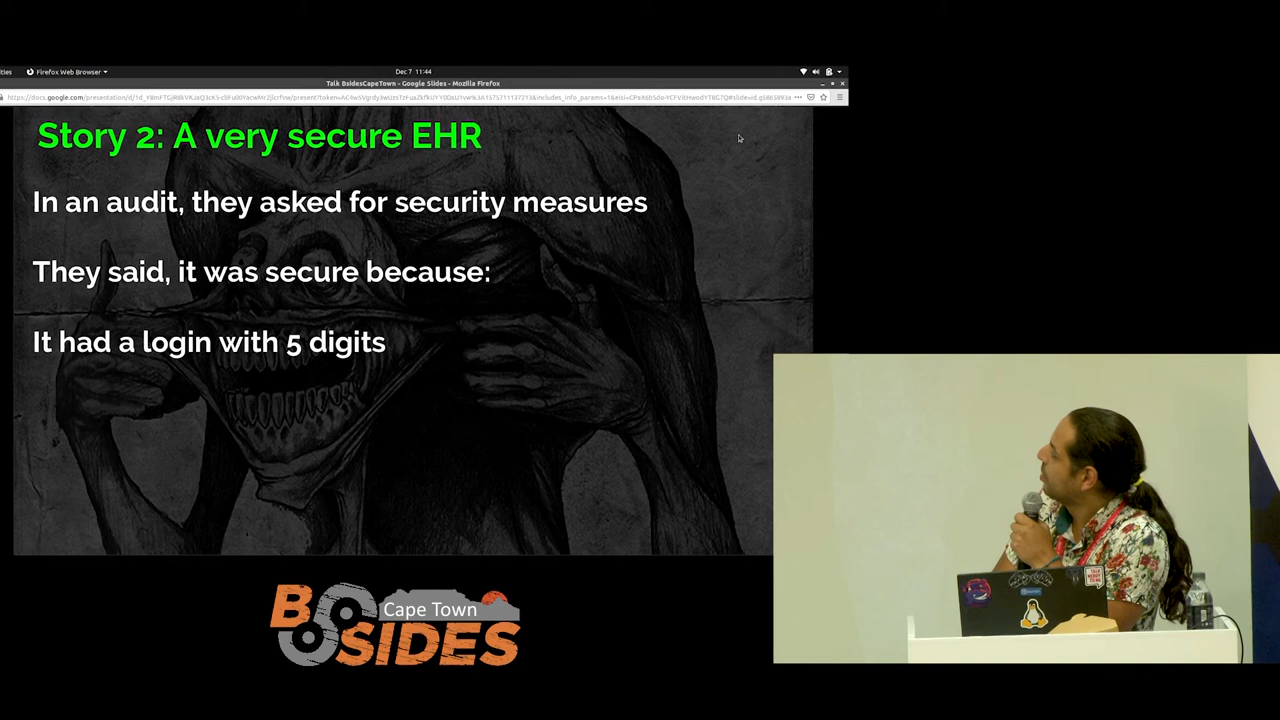 ties Firefox Web Browser Dec 7 11:44
Talk BsidesCapeTown - Google Slides - Mozilla Firefox
Story 2: A very secure EHR
In an audit, they asked for security measures
They said, it was secure because:
It had a login with 5 digits
BSIDES
Cape Town